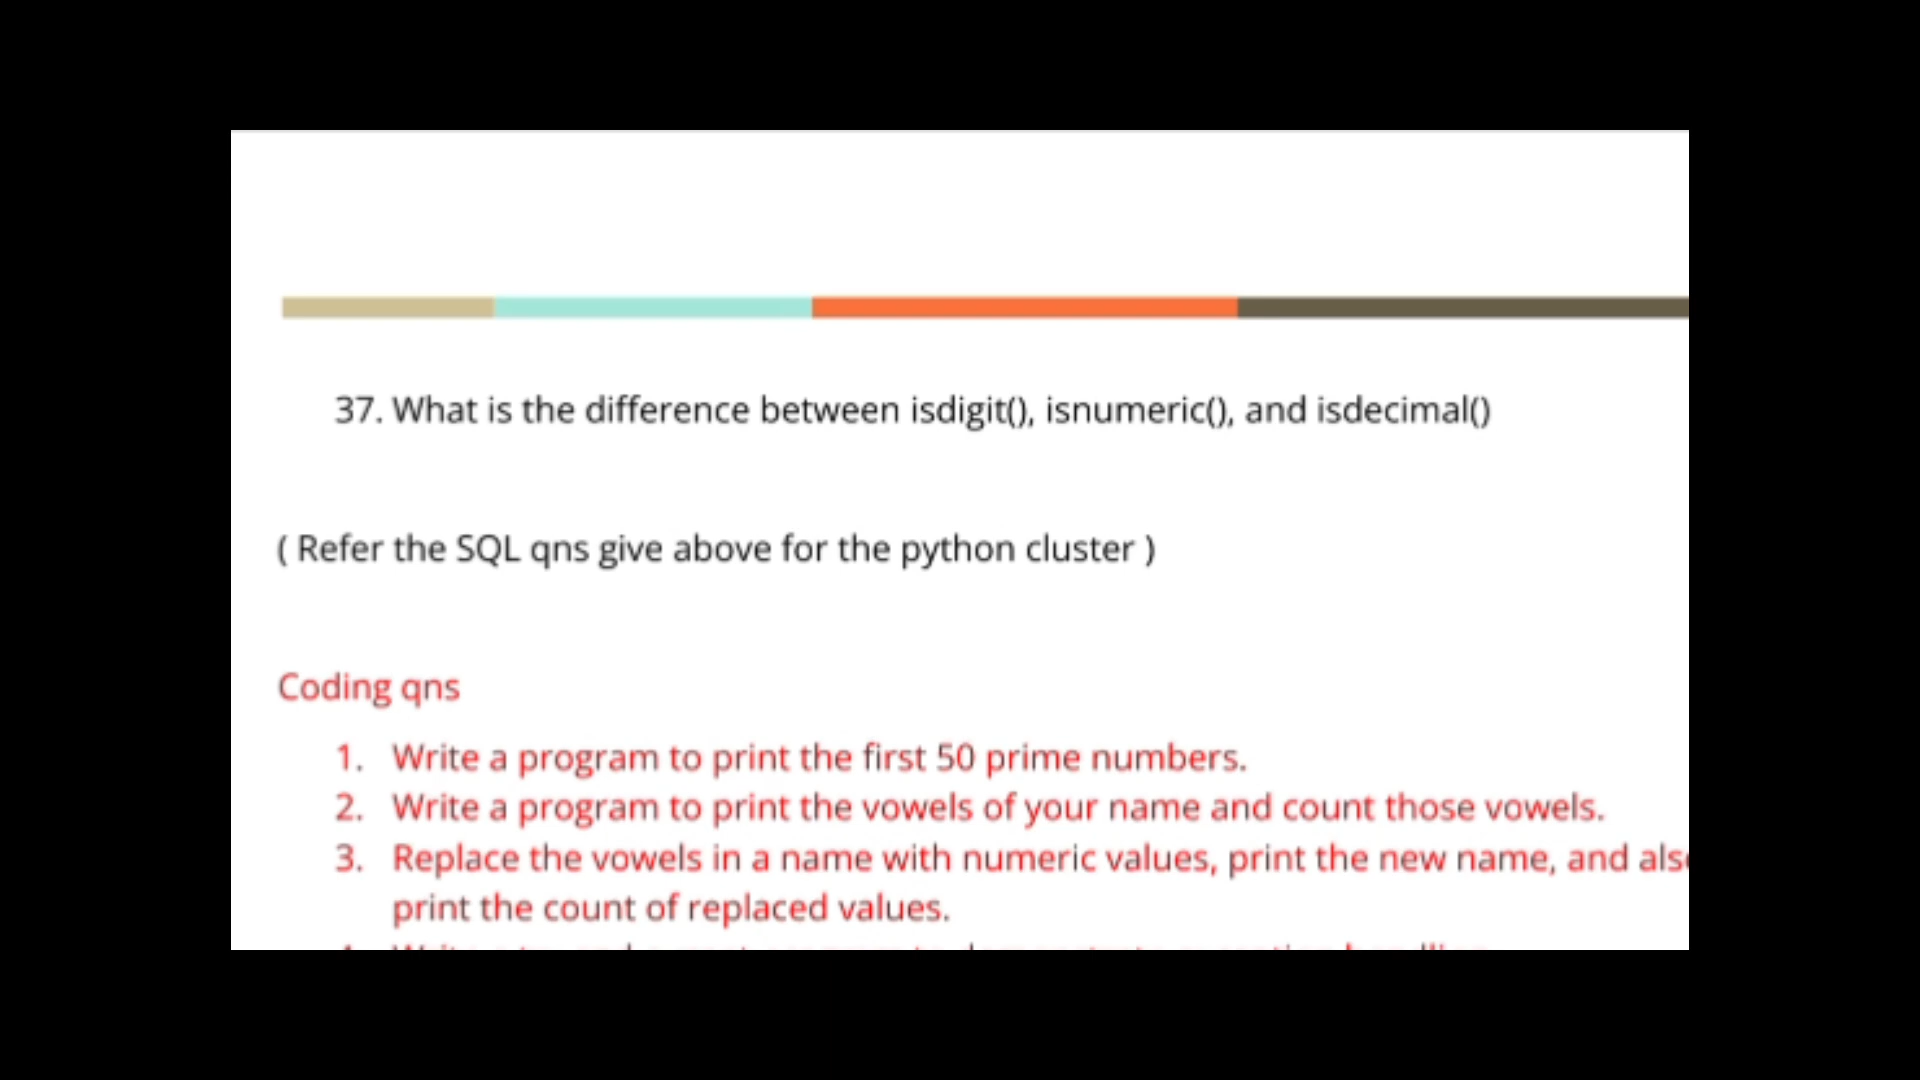 37. What is the difference between isdigit(), isnumeric(), and isdecimal()
( Refer the SQL qns give above for the python cluster )
Coding qns
1. Write a program to print the first 50 prime numbers.
2. Write a program to print the vowels of your name and count those vowels.
3. Replace the vowels in a name with numeric values, print the new name, and
print the count of replaced values.